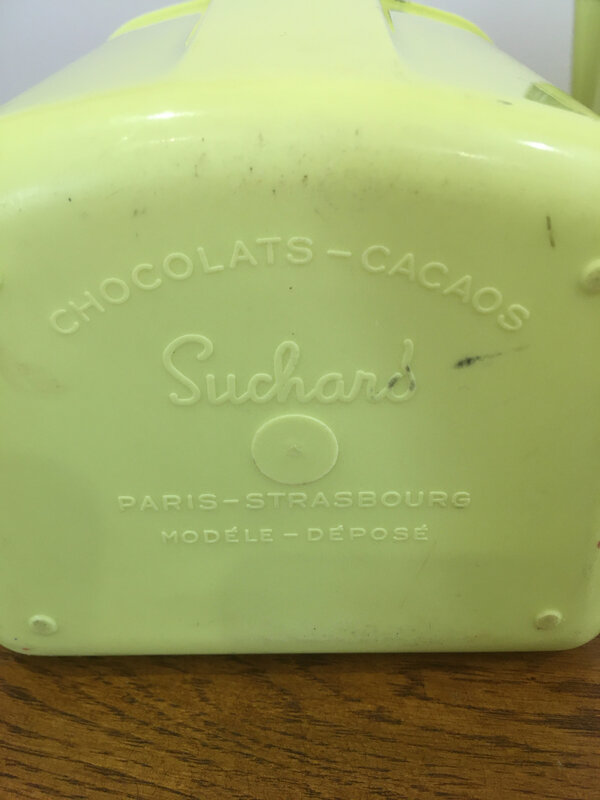 CHOCOLATS - CACAOS
Suchard
PARIS-STRASBOURG
MODÉLE - DÉPOSÉ